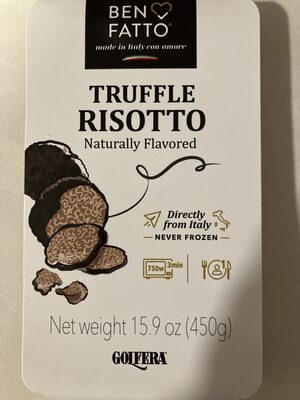 BEN
FATTO®
made in Italy con amore
TRUFFLE
RISOTTO
Naturally Flavored
Directly
from Italy
NEVER FROZEN
750w
3min
Net weight 15.9 oz (450g)
GOLFERA